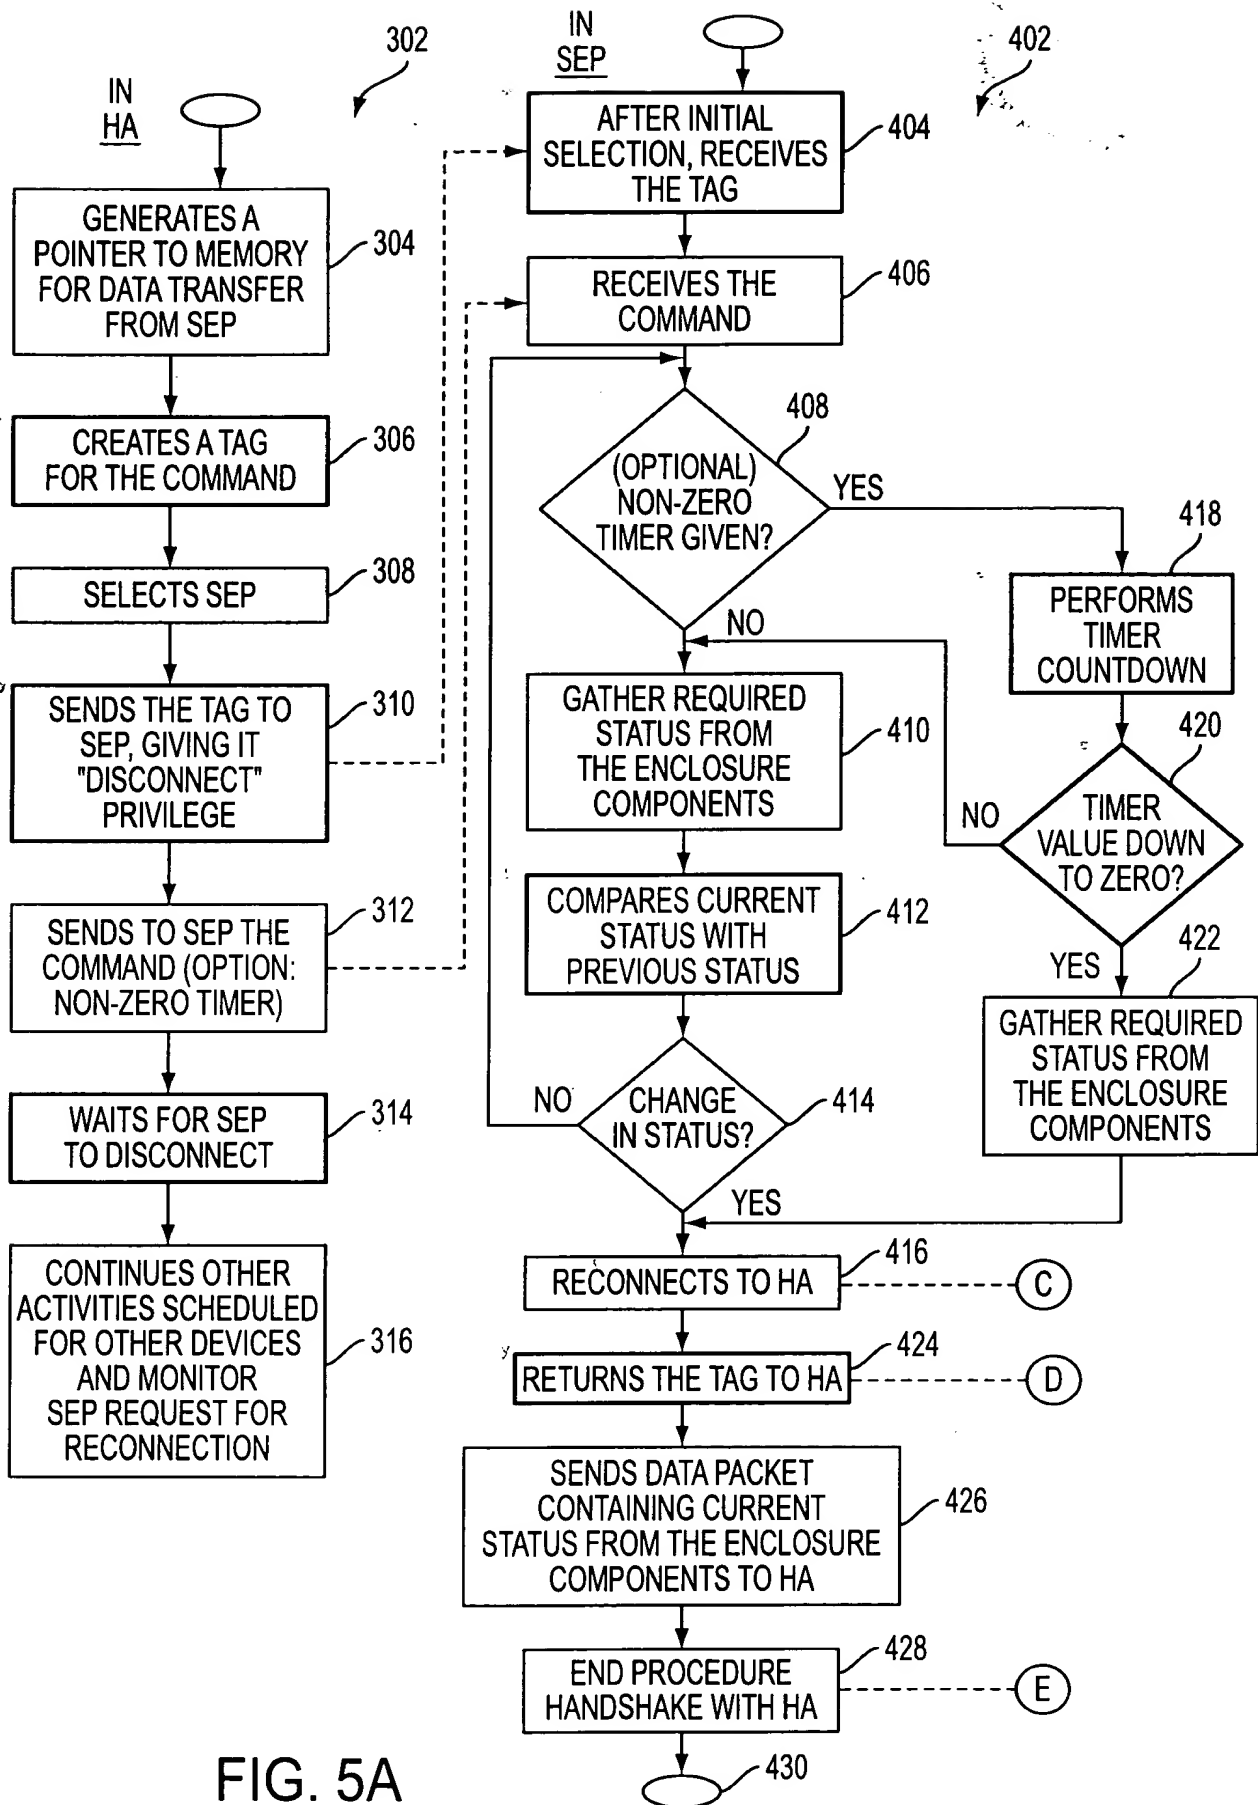 302
IN
HA
GENERATES A
POINTER TO MEMORY
FOR DATA TRANSFER
FROM SEP
304
CREATES A TAG
FOR THE COMMAND
306
SELECTS SEP
308
SENDS THE TAG TO
SEP, GIVING IT
"DISCONNECT"
PRIVILEGE
310
SENDS TO SEP THE
COMMAND (OPTION:
NON-ZERO TIMER)
312
WAITS FOR SEP
TO DISCONNECT
314
CONTINUES OTHER
ACTIVITIES SCHEDULED
FOR OTHER DEVICES
AND MONITOR
SEP REQUEST FOR
RECONNECTION
316
IN
SEP
402
AFTER INITIAL
SELECTION, RECEIVES
THE TAG
404
RECEIVES THE
COMMAND
406
(OPTIONAL)
NON-ZERO
TIMER GIVEN?
408
YES
NO
GATHER REQUIRED
STATUS FROM
THE ENCLOSURE
COMPONENTS
410
COMPARES CURRENT
STATUS WITH
PREVIOUS STATUS
412
CHANGE
IN STATUS?
414
NO
YES
PERFORMS
TIMER
COUNTDOWN
418
TIMER
VALUE DOWN
TO ZERO?
420
NO
YES
GATHER REQUIRED
STATUS FROM
THE ENCLOSURE
COMPONENTS
422
RECONNECTS TO HA
416
C
RETURNS THE TAG TO HA
424
D
SENDS DATA PACKET
CONTAINING CURRENT
STATUS FROM THE ENCLOSURE
COMPONENTS TO HA
426
END PROCEDURE
HANDSHAKE WITH HA
428
E
430
FIG. 5A